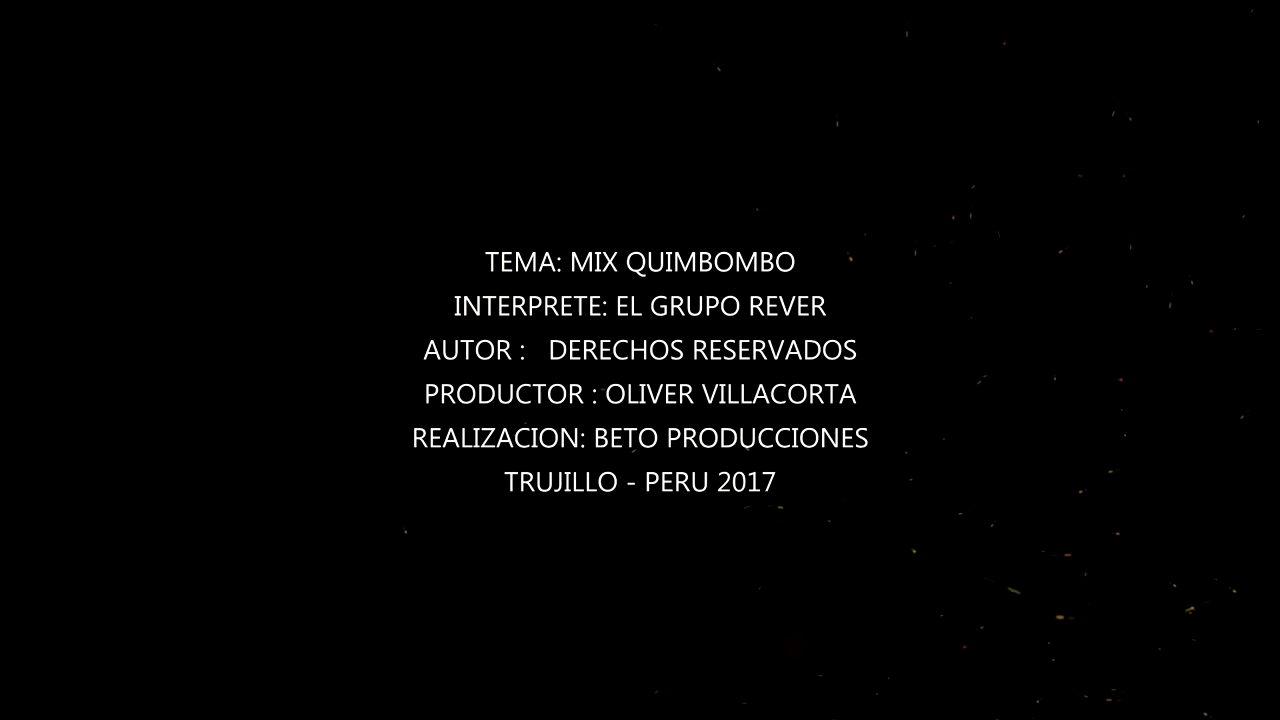 TEMA: MIX QUIMBOMBO
INTERPRETE: EL GRUPO REVER
AUTOR :   DERECHOS RESERVADOS
PRODUCTOR : OLIVER VILLACORTA
REALIZACION: BETO PRODUCCIONES
TRUJILLO - PERU 2017